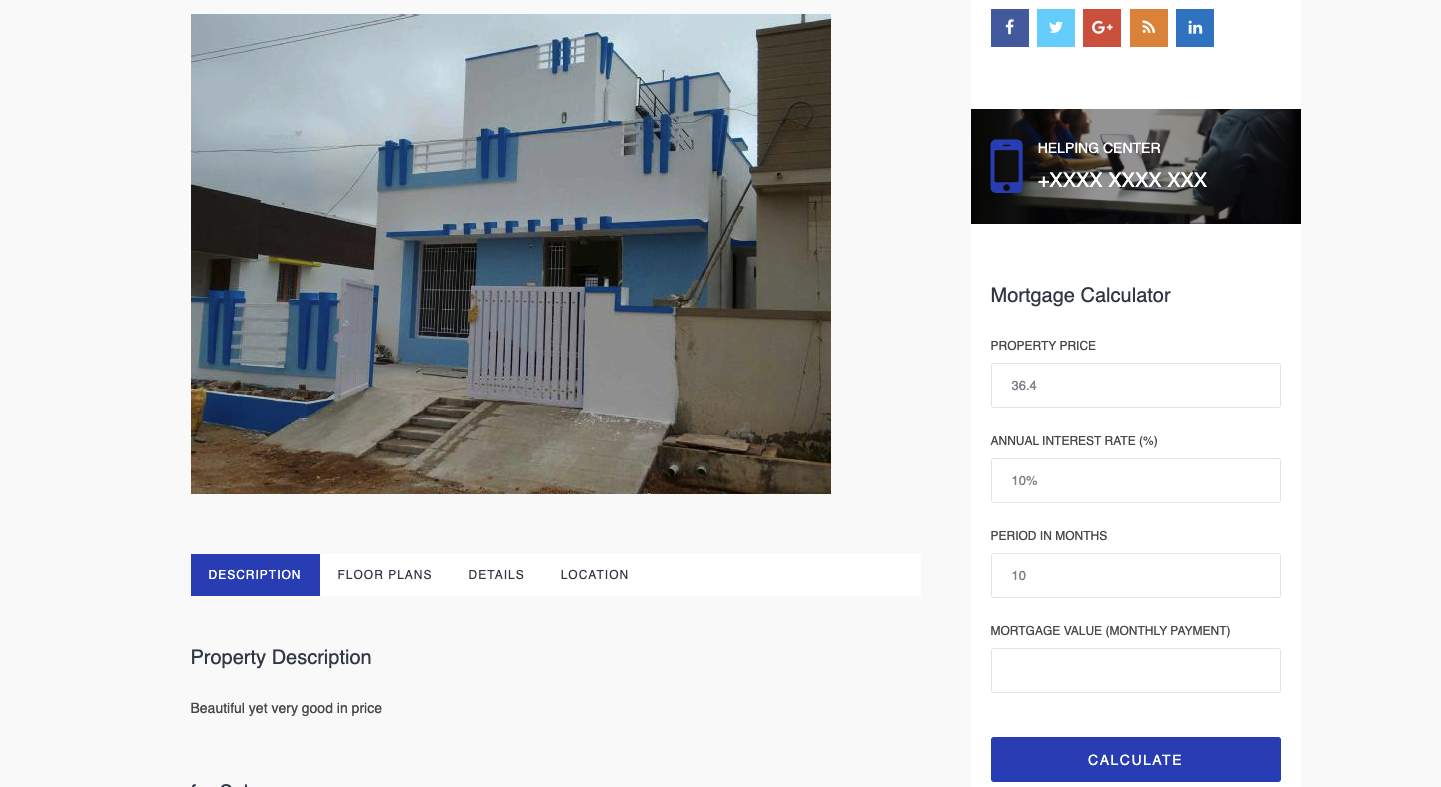 DESCRIPTION
FLOOR PLANS
DETAILS
LOCATION
Property Description
Beautiful yet very good in price
f
G+
in
HELPING CENTER
+XXXX XXXX XXX
Mortgage Calculator
PROPERTY PRICE
36.4
ANNUAL INTEREST RATE (%)
10%
PERIOD IN MONTHS
10
MORTGAGE VALUE (MONTHLY PAYMENT)
CALCULATE